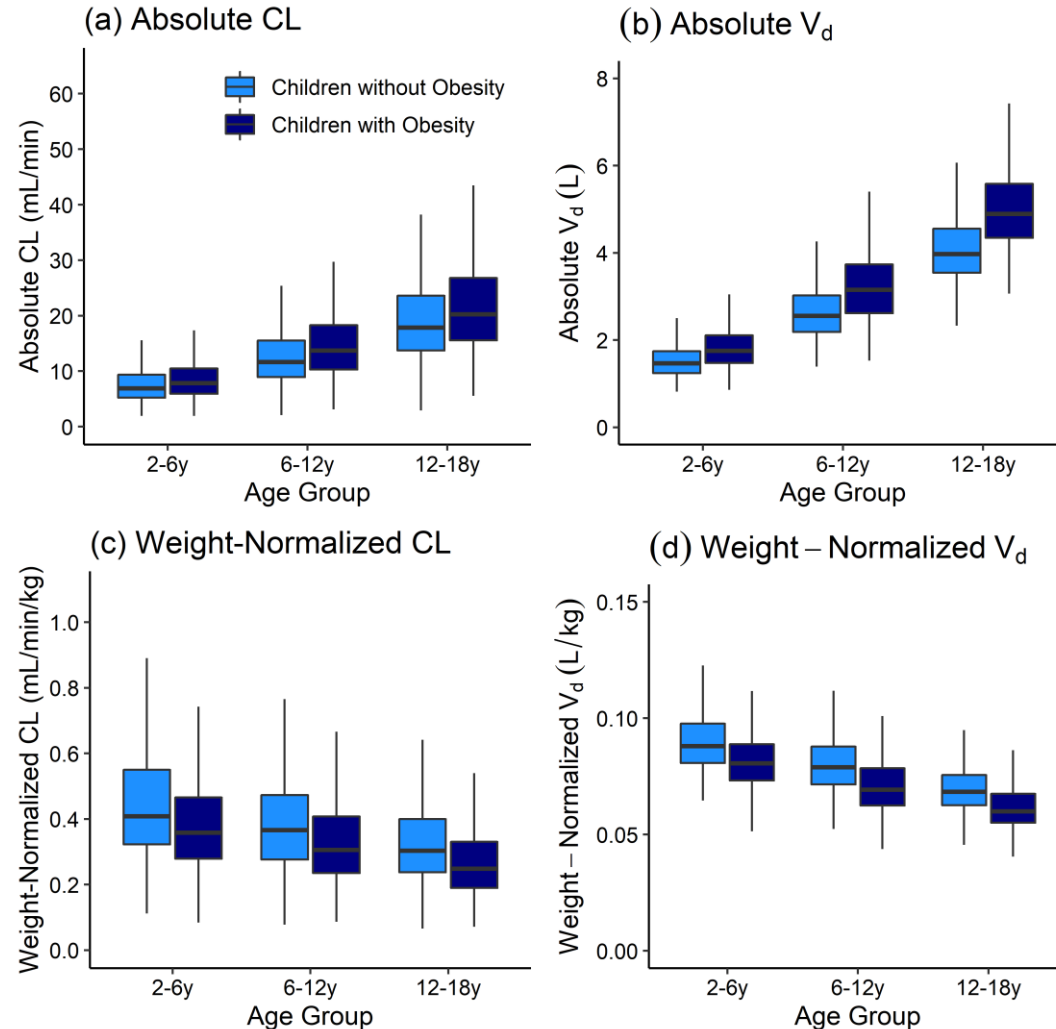 (a) Absolute CL
Absolute CL (mL/min)
60
50
40
30
20
10
0
Children without Obesity
Children with Obesity
2-6y
6-12y
12-18y
Age Group
(b) Absolute Vd
Absolute Vd (L)
8
6
4
2
0
2-6y
6-12y
12-18y
Age Group
(c) Weight-Normalized CL
Weight-Normalized CL (mL/min/kg)
1.0
0.8
0.6
0.4
0.2
0.0
2-6y
6-12y
12-18y
Age Group
(d) Weight – Normalized Vd
Weight – Normalized Vd (L/kg)
0.15
0.10
0.05
0.00
2-6y
6-12y
12-18y
Age Group